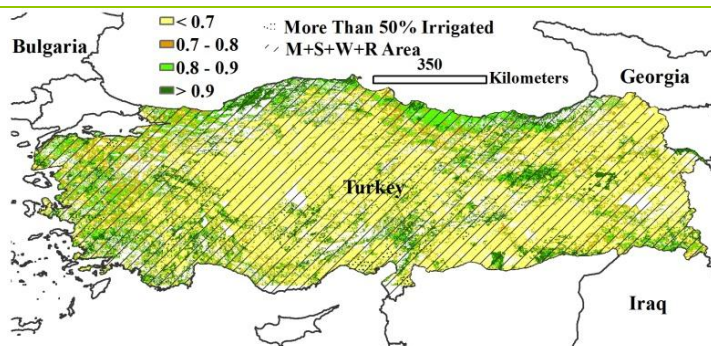 < 0.7
More Than 50% Irrigated
Bulgaria
0.7 - 0.8
M+S+W+R Area
0.8 - 0.9
350
> 0.9
Kilometers
Georgia
Turkey
Iraq